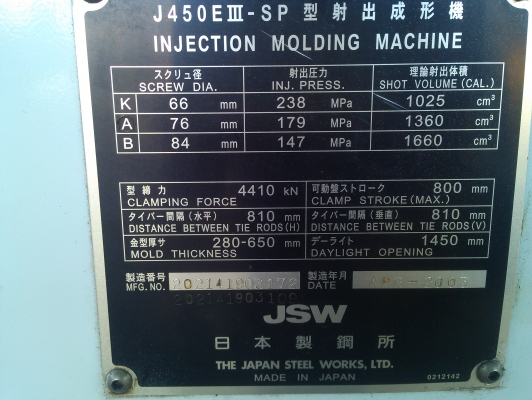 J450EⅢ-SP 型射出成形機
INJECTION MOLDING MACHINE
スクリュ径 射出圧力 理論射出体積
SCREW DIA. INJ. PRESS. SHOT VOLUME (CAL.)
K 66 mm 238 MPa 1025 cm³
A 76 mm 179 MPa 1360 cm³
B 84 mm 147 MPa 1660 cm³
型締力 4410 kN 可動盤ストローク 800 mm
CLAMPING FORCE CLAMP STROKE (MAX.)
タイバー間隔 (水平) 810 mm タイバー間隔 (垂直) 810 mm
DISTANCE BETWEEN TIE RODS(H) DISTANCE BETWEEN TIE RODS(V)
金型厚サ 280-650 mm デーライト 1450 mm
MOLD THICKNESS DAYLIGHT OPENING
製造番号 製造年月
MFG. NO. DATE
JSW
日本製鋼所
THE JAPAN STEEL WORKS, LTD.
MADE IN JAPAN
0212142